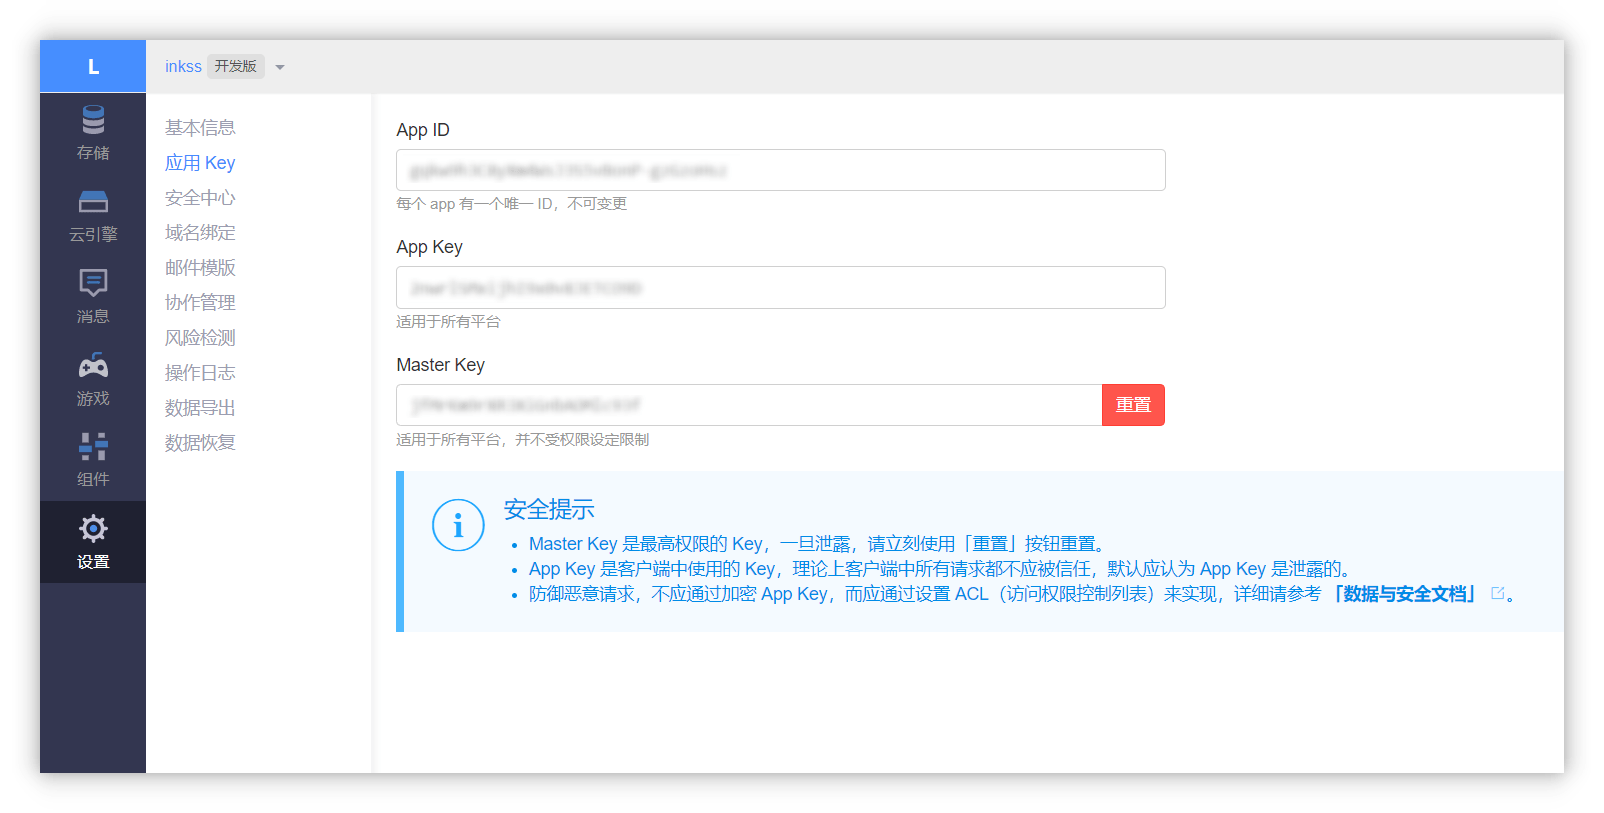 L
inkss 开发版
存储
云引擎
消息
游戏
组件
设置
基本信息
应用 Key
安全中心
域名绑定
邮件模版
协作管理
风险检测
操作日志
数据导出
数据恢复
App ID
每个 app 有一个唯一 ID，不可变更
App Key
适用于所有平台
Master Key
重置
适用于所有平台，并不受权限设定限制
安全提示
• Master Key 是最高权限的 Key，一旦泄露，请立刻使用「重置」按钮重置。
• App Key 是客户端中使用的 Key，理论上客户端中所有请求都不应被信任，默认应认为 App Key 是泄露的。
• 防御恶意请求，不应通过加密 App Key，而应通过设置 ACL（访问权限控制列表）来实现，详细请参考 「数据与安全文档」 。